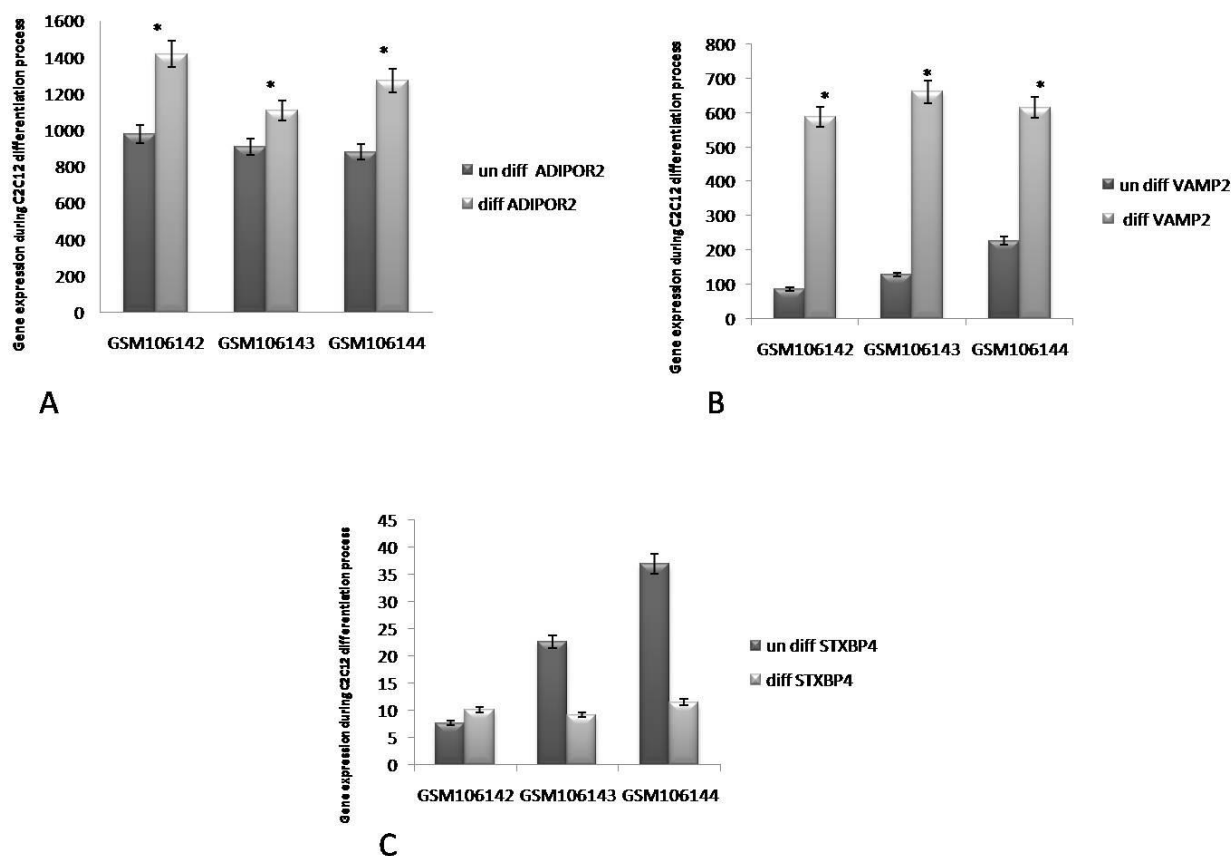 Gene expression during C2C12 differentiation process
1600
1400
1200
1000
800
600
400
200
0
*
*
*
GSM106142 GSM106143 GSM106144
un diff ADIPOR2
diff ADIPOR2
A
Gene expression during C2C12 differentiation process
800
700
600
500
400
300
200
100
0
*
*
*
GSM106142 GSM106143 GSM106144
un diff VAMP2
diff VAMP2
B
Gene expression during C2C12 differentiation process
45
40
35
30
25
20
15
10
5
0
GSM106142 GSM106143 GSM106144
un diff STXBP4
diff STXBP4
C